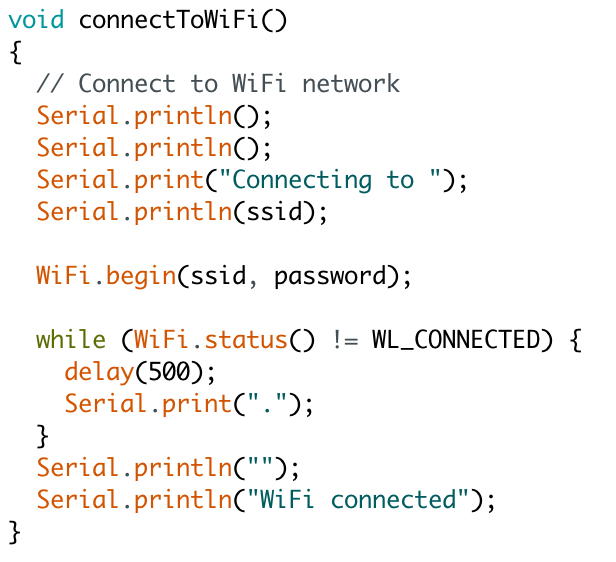 void connectToWiFi()
{
  // Connect to WiFi network
  Serial.println();
  Serial.println();
  Serial.print("Connecting to ");
  Serial.println(ssid);

  WiFi.begin(ssid, password);

  while (WiFi.status() != WL_CONNECTED) {
    delay(500);
    Serial.print(".");
  }
  Serial.println("");
  Serial.println("WiFi connected");
}